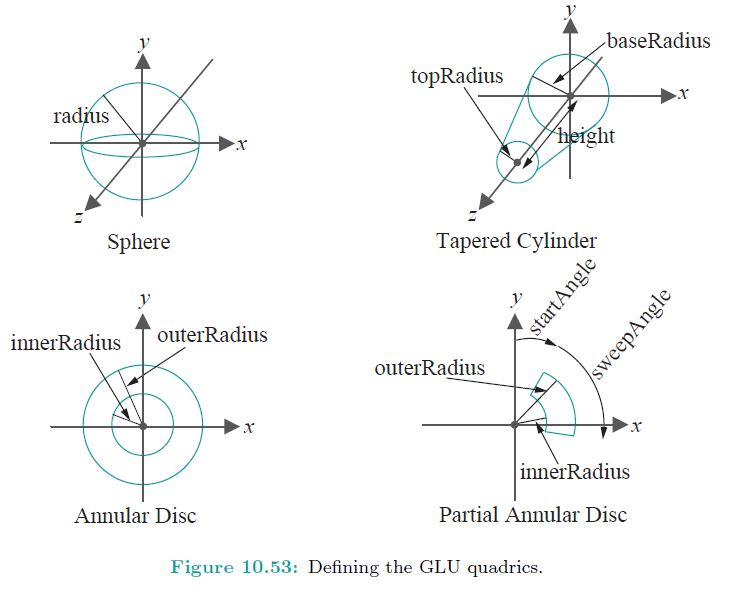 y
radius
x
z
Sphere
y
baseRadius
topRadius
x
height
z
Tapered Cylinder
y
innerRadius
outerRadius
x
Annular Disc
y
startAngle
sweepAngle
outerRadius
x
innerRadius
Partial Annular Disc
Figure 10.53: Defining the GLU quadrics.